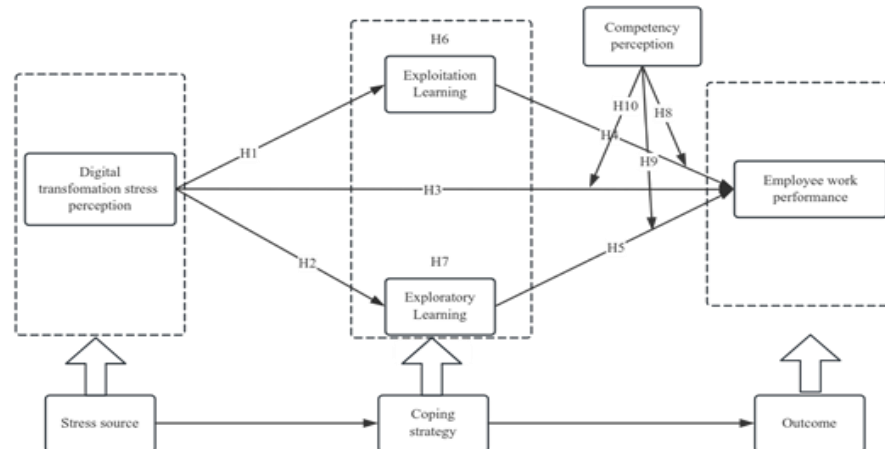 H6
Competency
perception
Exploitation
Learning
H10
H8
H1
H4
H9
Digital
transfomation stress
perception
H3
Employee work
performance
H2
H7
H5
Exploratory
Learning
Stress source
Coping
strategy
Outcome